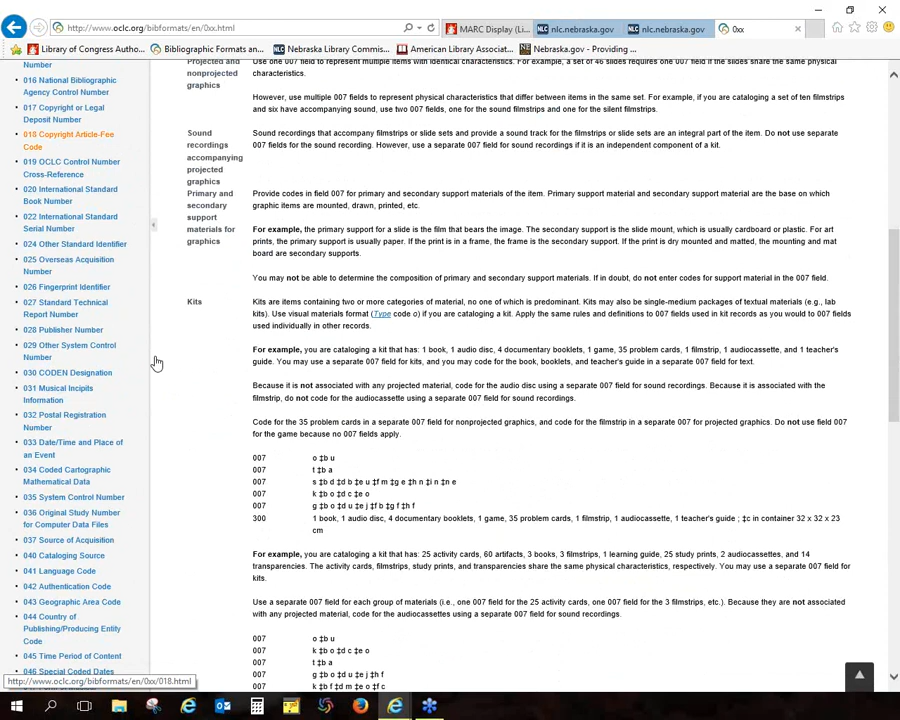 http://www.oclc.org/bibformats/en/0xx.html
MARC Display (Li...
nlc.nebraska.gov
nlc.nebraska.gov
0xx
Library of Congress Autho...
Bibliographic Formats an...
Nebraska Library Commis...
American Library Associat...
Nebraska.gov - Providing ...
Number
016 National Bibliographic
Agency Control Number
017 Copyright or Legal
Deposit Number
018 Copyright Article-Fee
Code
019 OCLC Control Number
Cross-Reference
020 International Standard
Book Number
022 International Standard
Serial Number
024 Other Standard Identifier
025 Overseas Acquisition
Number
026 Fingerprint Identifier
027 Standard Technical
Report Number
028 Publisher Number
029 Other System Control
Number
030 CODEN Designation
031 Musical Incipits
Information
032 Postal Registration
Number
033 Date/Time and Place of
an Event
034 Coded Cartographic
Mathematical Data
035 System Control Number
036 Original Study Number
for Computer Data Files
037 Source of Acquisition
040 Cataloging Source
041 Language Code
042 Authentication Code
043 Geographic Area Code
044 Country of
Publishing/Producing Entity
Code
045 Time Period of Content
046 Special Coded Dates
http://www.oclc.org/bibformats/en/0xx/018.html
Projected and
nonprojected
graphics
Use one 007 field to represent multiple items with identical characteristics. For example, a set of 46 slides requires one 007 field if the slides share the same physical
characteristics.
However, use multiple 007 fields to represent physical characteristics that differ between items in the same set. For example, if you are cataloging a set of ten filmstrips
and six have accompanying sound, use two 007 fields, one for the sound filmstrips and one for the silent filmstrips.
Sound
recordings
accompanying
projected
graphics
Sound recordings that accompany filmstrips or slide sets and provide a sound track for the filmstrips or slide sets are an integral part of the item. Do not use separate
007 fields for the sound recording. However, use a separate 007 field for sound recordings if it is an independent component of a kit.
Primary and
secondary
support
materials for
graphics
Provide codes in field 007 for primary and secondary support materials of the item. Primary support material and secondary support material are the base on which
graphic items are mounted, drawn, printed, etc.
For example, the primary support for a slide is the film that bears the image. The secondary support is the slide mount, which is usually cardboard or plastic. For art
prints, the primary support is usually paper. If the print is in a frame, the frame is the secondary support. If the print is dry mounted and matted, the mounting and mat
board are secondary supports.
You may not be able to determine the composition of primary and secondary support materials. If in doubt, do not enter codes for support material in the 007 field.
Kits
Kits are items containing two or more categories of material, no one of which is predominant. Kits may also be single-medium packages of textual materials (e.g., lab
kits). Use visual materials format (Type code o) if you are cataloging a kit. Apply the same rules and definitions to 007 fields used in kit records as you would to 007 fields
used individually in other records.
For example, you are cataloging a kit that has: 1 book, 1 audio disc, 4 documentary booklets, 1 game, 35 problem cards, 1 filmstrip, 1 audiocassette, and 1 teacher's
guide. You may use a separate 007 field for kits, and you may code for the book, booklets, and teacher's guide in a separate 007 field for text.
Because it is not associated with any projected material, code for the audio disc using a separate 007 field for sound recordings. Because it is associated with the
filmstrip, do not code for the audiocassette using a separate 007 field for sound recordings.
Code for the 35 problem cards in a separate 007 field for nonprojected graphics, and code for the filmstrip in a separate 007 field for projected graphics. Do not use field 007
for the game because no 007 fields apply.
007 o ‡b u
007 t ‡b a
007 s ‡b d ‡d b ‡e u ‡f m ‡g e ‡h n ‡i n ‡n e
007 k ‡b o ‡d c ‡e o
007 g ‡b o ‡d u ‡e j ‡f b ‡g f ‡h f
300 1 book, 1 audio disc, 4 documentary booklets, 1 game, 35 problem cards, 1 filmstrip, 1 audiocassette, 1 teacher's guide ; ‡c in container 32 x 32 x 23
cm
For example, you are cataloging a kit that has: 25 activity cards, 60 artifacts, 3 books, 3 filmstrips, 1 learning guide, 25 study prints, 2 audiocassettes, and 14
transparencies. The activity cards, filmstrips, study prints, and transparencies share the same physical characteristics, respectively. You may use a separate 007 field for
kits.
Use a separate 007 field for each group of materials (i.e., one 007 field for the 25 activity cards, one 007 field for the 3 filmstrips, etc.). Because they are not associated
with any projected material, code for the audiocassettes using a separate 007 field for sound recordings.
007 o ‡b u
007 k ‡b o ‡d c ‡e o
007 t ‡b a
007 g ‡b o ‡d u ‡e j ‡h f
007 k ‡b f ‡d m ‡e o ‡f c